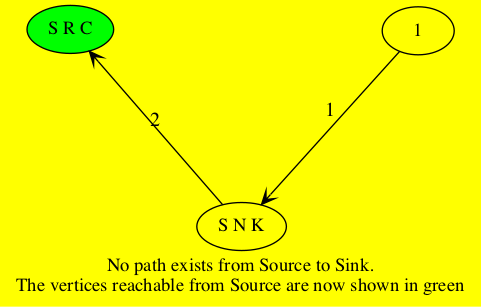 S R C
1
2
1
S N K
No path exists from Source to Sink.
The vertices reachable from Source are now shown in green